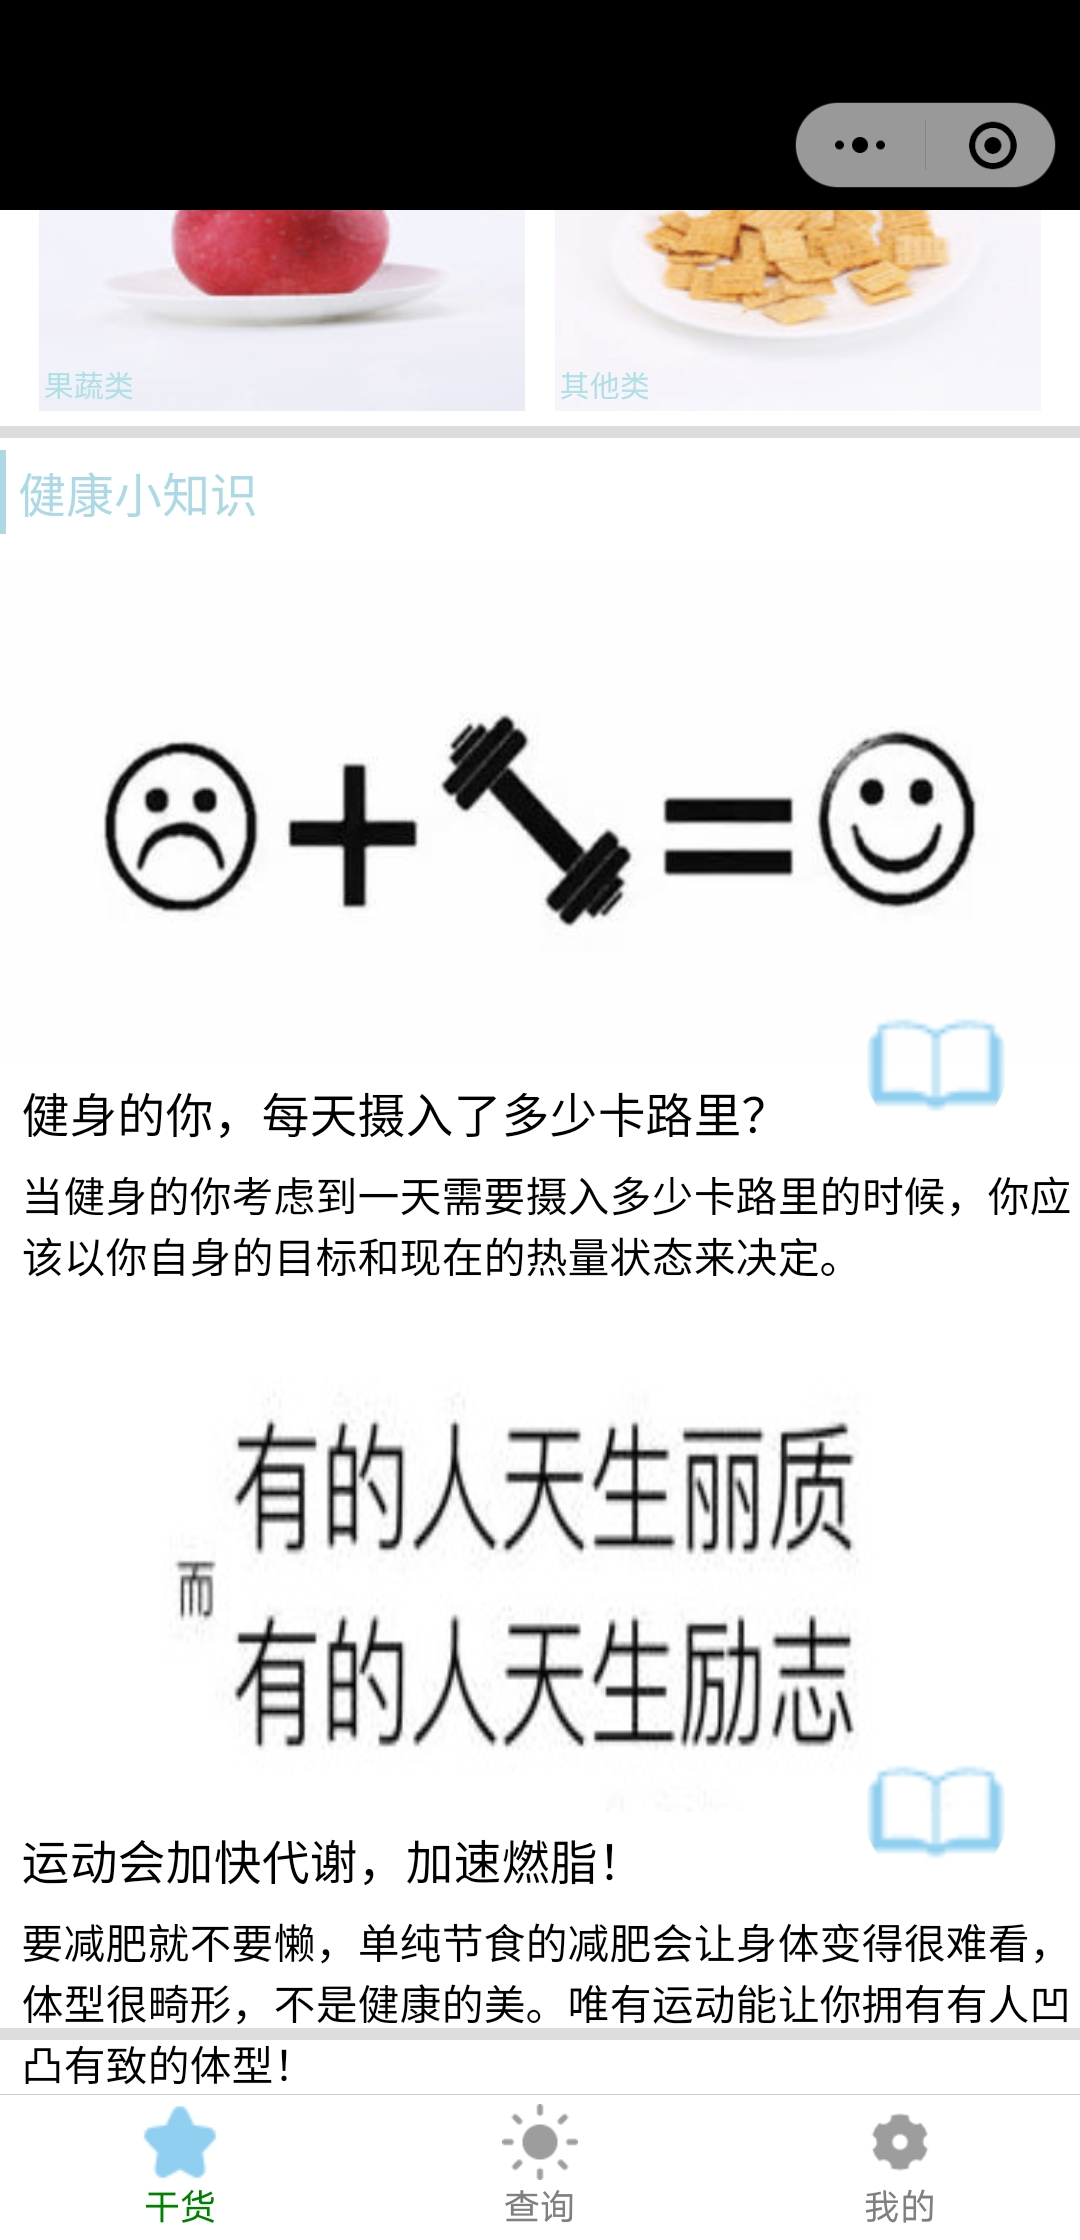 果蔬类
其他类
健康小知识
健身的你，每天摄入了多少卡路里？
当健身的你考虑到一天需要摄入多少卡路里的时候，你应
该以你自身的目标和现在的热量状态来决定。
有的人天生丽质
而
有的人天生励志
运动会加快代谢，加速燃脂！
要减肥就不要懒，单纯节食的减肥会让身体变得很难看，
体型很畸形，不是健康的美。唯有运动能让你拥有有人凹
凸有致的体型！
干货
查询
我的